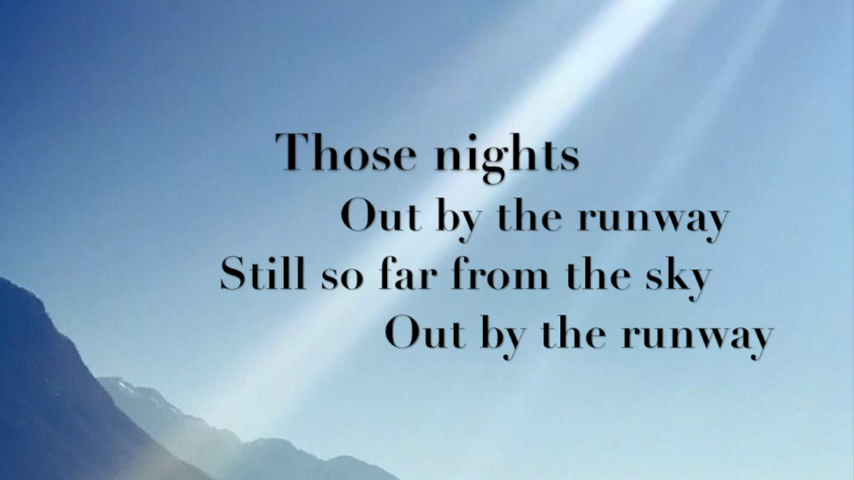 Those nights
Out by the runway
Still so far from the sky
Out by the runway